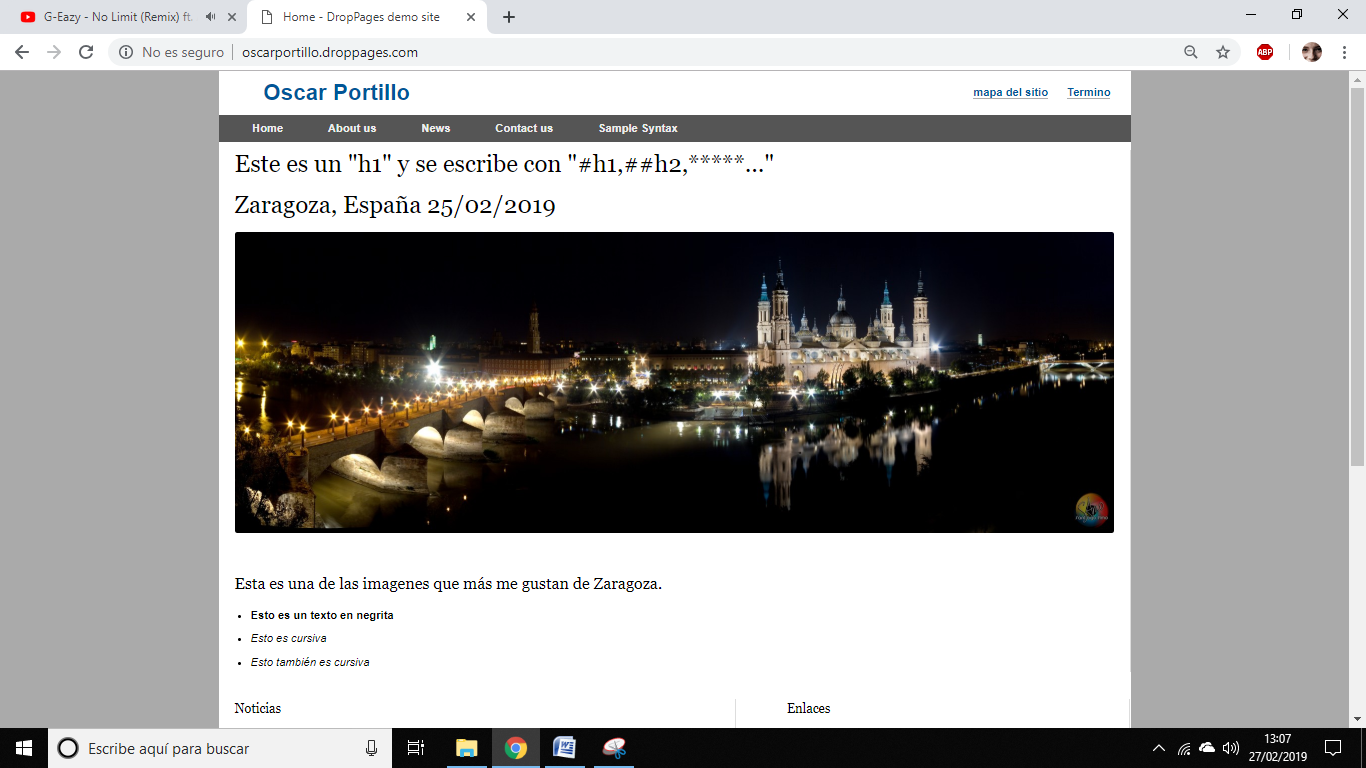 G-Eazy - No Limit (Remix) ft.
Home - DropPages demo site
No es seguro
oscarportillo.droppages.com
ABP
Oscar Portillo
mapa del sitio
Termino
Home
About us
News
Contact us
Sample Syntax
Este es un "h1" y se escribe con "#h1,##h2,*****..."
Zaragoza, España 25/02/2019
Esta es una de las imagenes que más me gustan de Zaragoza.
Esto es un texto en negrita
Esto es cursiva
Esto también es cursiva
Noticias
Enlaces
Escribe aquí para buscar
13:07
27/02/2019